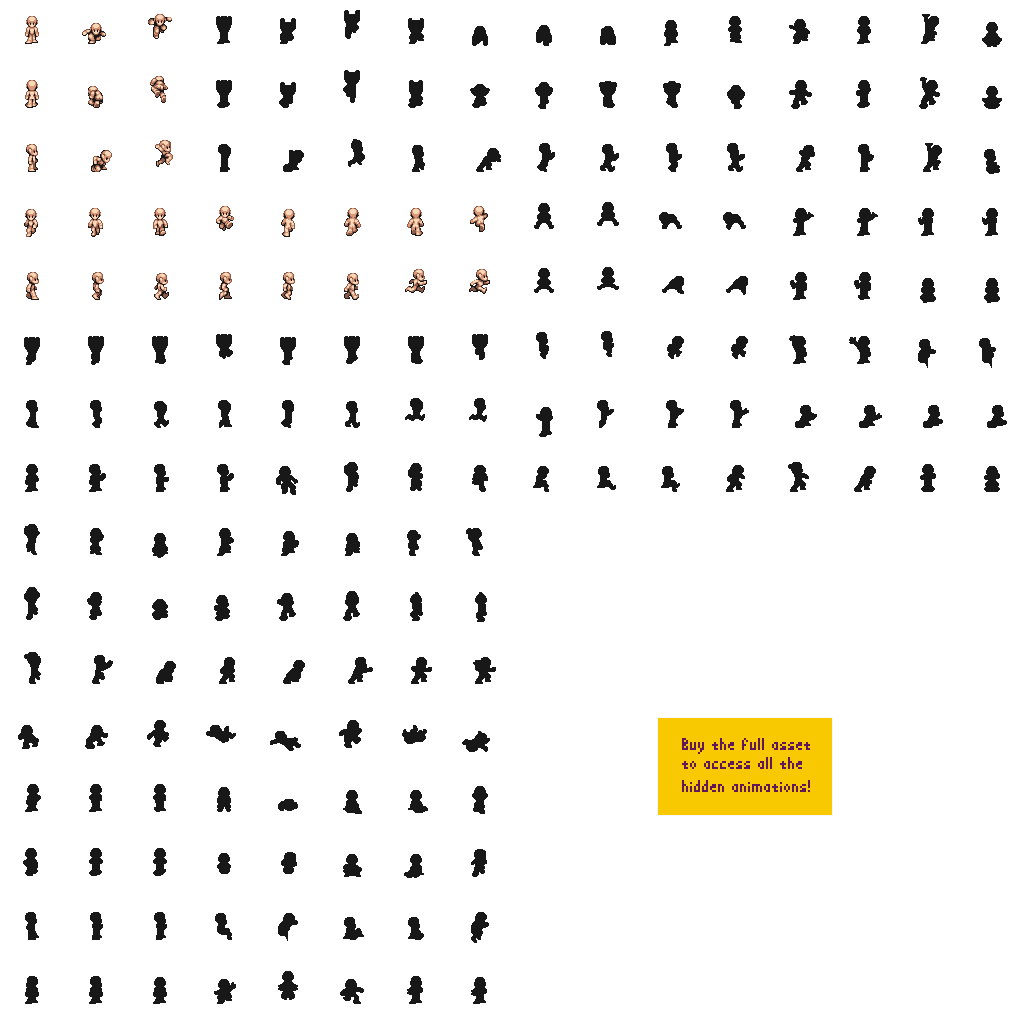 Buy the full asset
to access all the
hidden animations!